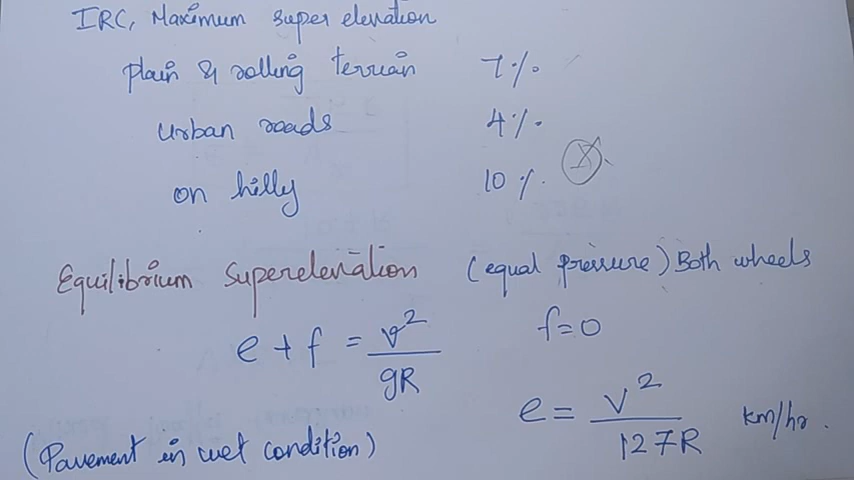 IRC, Maximum super elevation
Plain & rolling terrian 7%.
Urban roads 4%.
on hilly 10%.
Equilibrium Superelevation (equal pressure) Both wheels
e + f = v²/gR f=0
e = V²/127R km/hr.
(Pavement in wet condition)